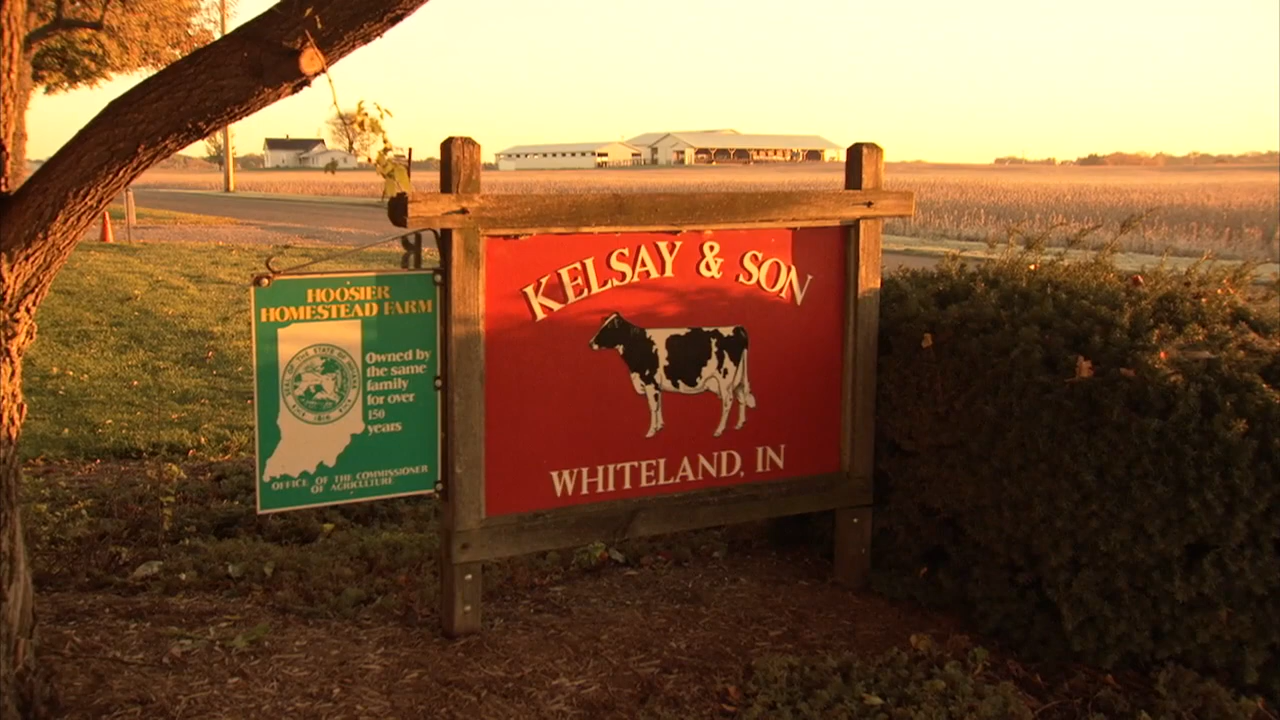 HOOSIER
HOMESTEAD FARM
Owned by
the same
family
for over
150
years
OFFICE OF THE COMMISSIONER
OF AGRICULTURE
KELSAY & SON
WHITELAND, IN